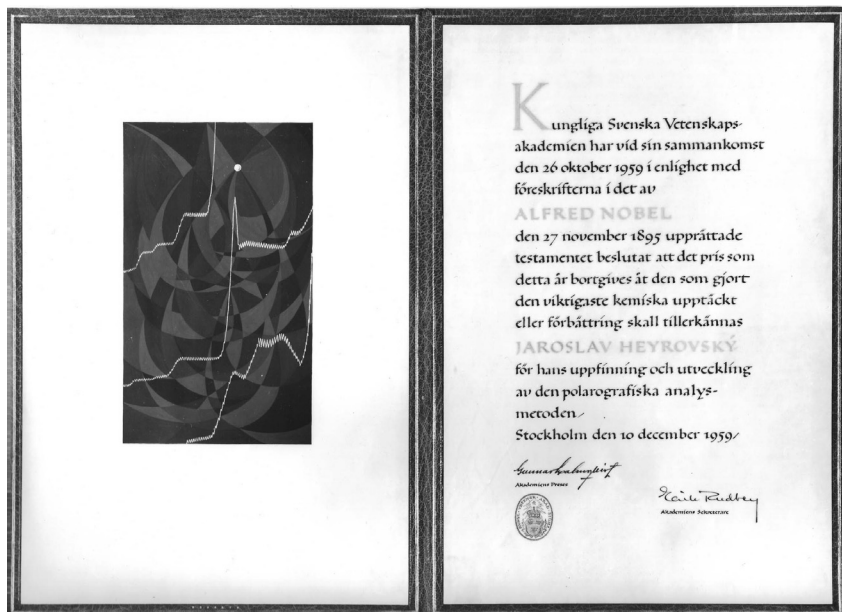 Kungliga Svenska Vetenskaps-
akademien har vid sin sammankomst
den 26 oktober 1959 i enlighet med
föreskrifterna i det av
ALFRED NOBEL
den 27 november 1895 upprättade
testamentet beslutat att det pris som
detta år bortgives åt den som gjort
den viktigaste kemiska upptäckt
eller förbättring skall tillerkännas
JAROSLAV HEYROVSKÝ
för hans uppfinning och utveckling
av den polarografiska analys-
metoden/
Stockholm den 10 december 1959/
Akademiens Preses
Akademiens Sekreterare